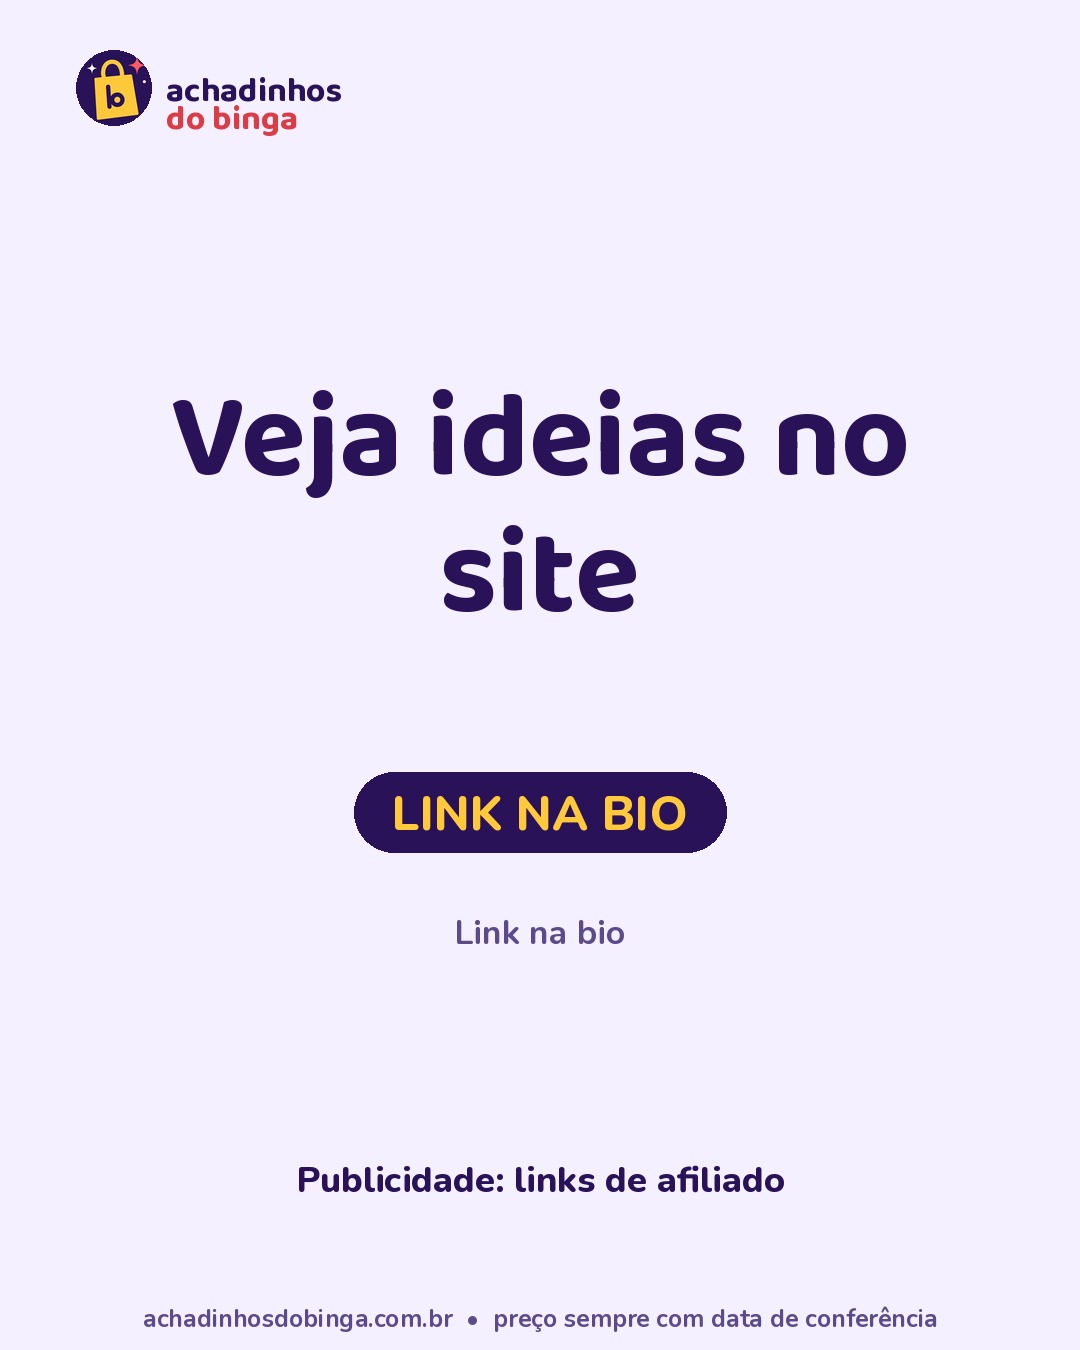 b
achadinhos
do binga
Veja ideias no
site
LINK NA BIO
Link na bio
Publicidade: links de afiliado
achadinhosdobinga.com.br • preço sempre com data de conferência